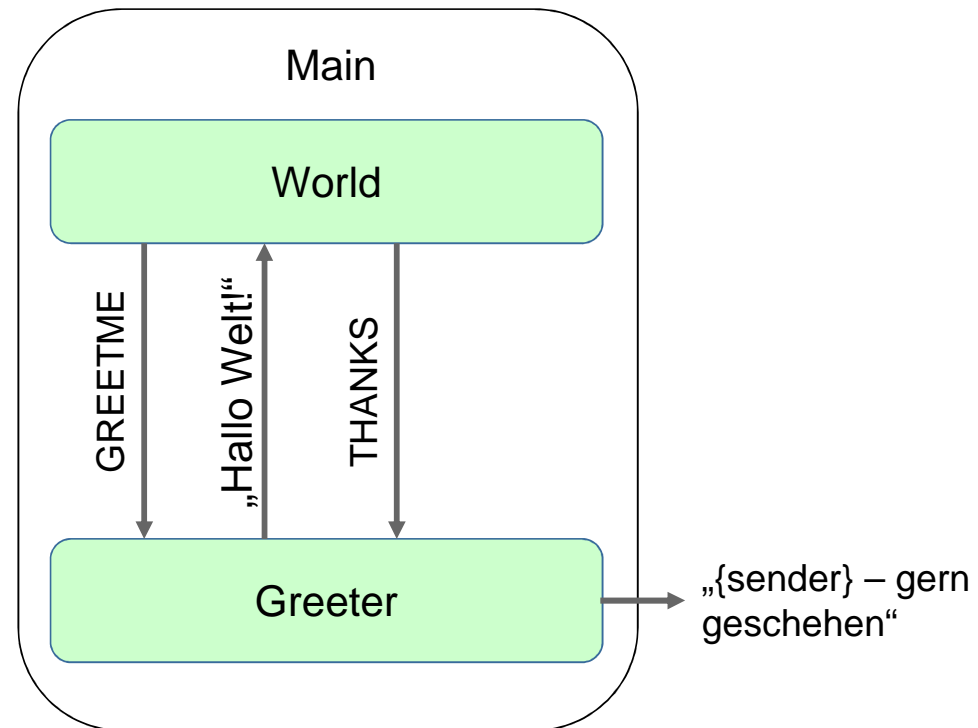 Main
World
GREETME
„Hallo Welt!“
THANKS
Greeter
„{sender} – gern
geschehen“